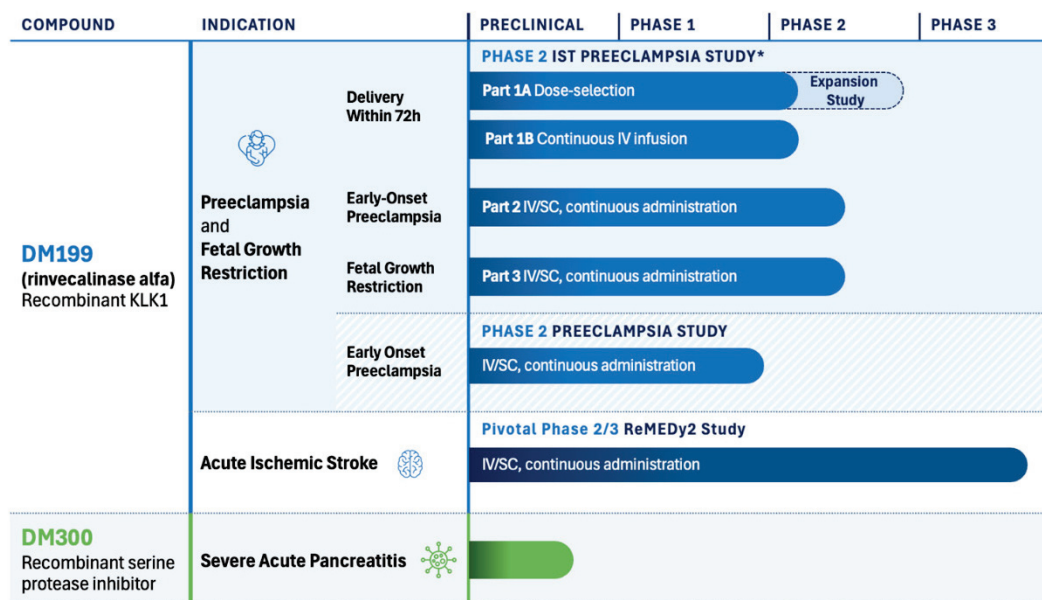 COMPOUND
INDICATION
PRECLINICAL
PHASE 1
PHASE 2
PHASE 3
DM199
(rinvecalinase alfa)
Recombinant KLK1
Preeclampsia
and
Fetal Growth
Restriction
PHASE 2 IST PREECLAMPSIA STUDY*
Delivery
Within 72h
Part 1A Dose-selection
Expansion
Study
Part 1B Continuous IV infusion
Early-Onset
Preeclampsia
Part 2 IV/SC, continuous administration
Fetal Growth
Restriction
Part 3 IV/SC, continuous administration
PHASE 2 PREECLAMPSIA STUDY
Early Onset
Preeclampsia
IV/SC, continuous administration
Acute Ischemic Stroke
Pivotal Phase 2/3 ReMEDy2 Study
IV/SC, continuous administration
DM300
Recombinant serine
protease inhibitor
Severe Acute Pancreatitis